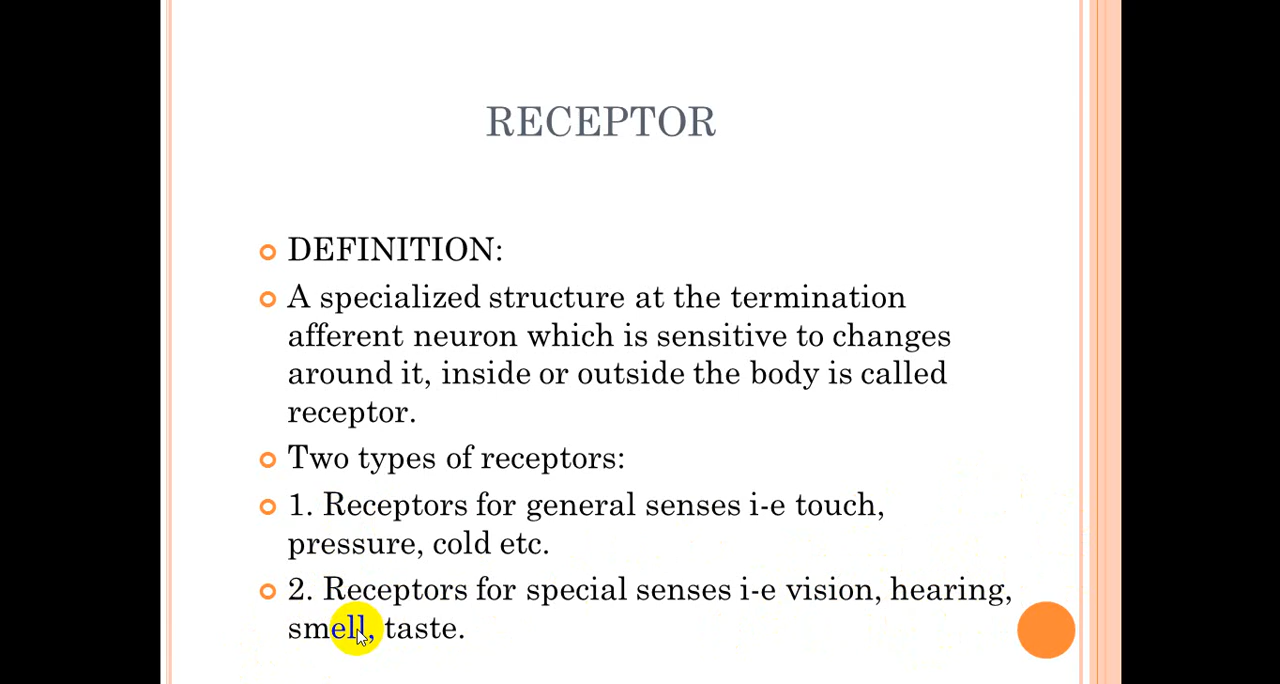 RECEPTOR
DEFINITION:
A specialized structure at the termination
afferent neuron which is sensitive to changes
around it, inside or outside the body is called
receptor.
Two types of receptors:
1. Receptors for general senses i-e touch,
pressure, cold etc.
2. Receptors for special senses i-e vision, hearing,
smell, taste.